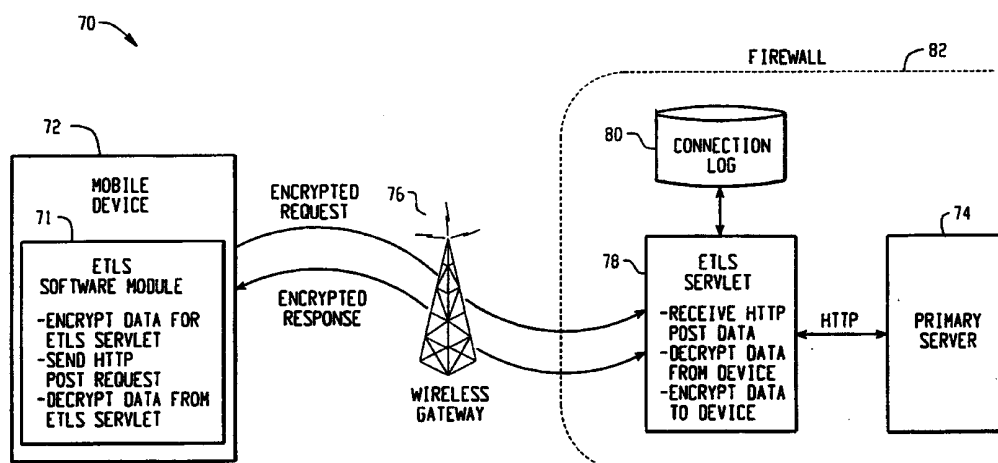 70
FIREWALL
82
72
MOBILE
DEVICE
71
ETLS
SOFTWARE MODULE
-ENCRYPT DATA FOR
ETLS SERVLET
-SEND HTTP
POST REQUEST
-DECRYPT DATA FROM
ETLS SERVLET
ENCRYPTED
REQUEST
ENCRYPTED
RESPONSE
76
WIRELESS
GATEWAY
80
CONNECTION
LOG
78
ETLS
SERVLET
-RECEIVE HTTP
POST DATA
-DECRYPT DATA
FROM DEVICE
-ENCRYPT DATA
TO DEVICE
HTTP
74
PRIMARY
SERVER